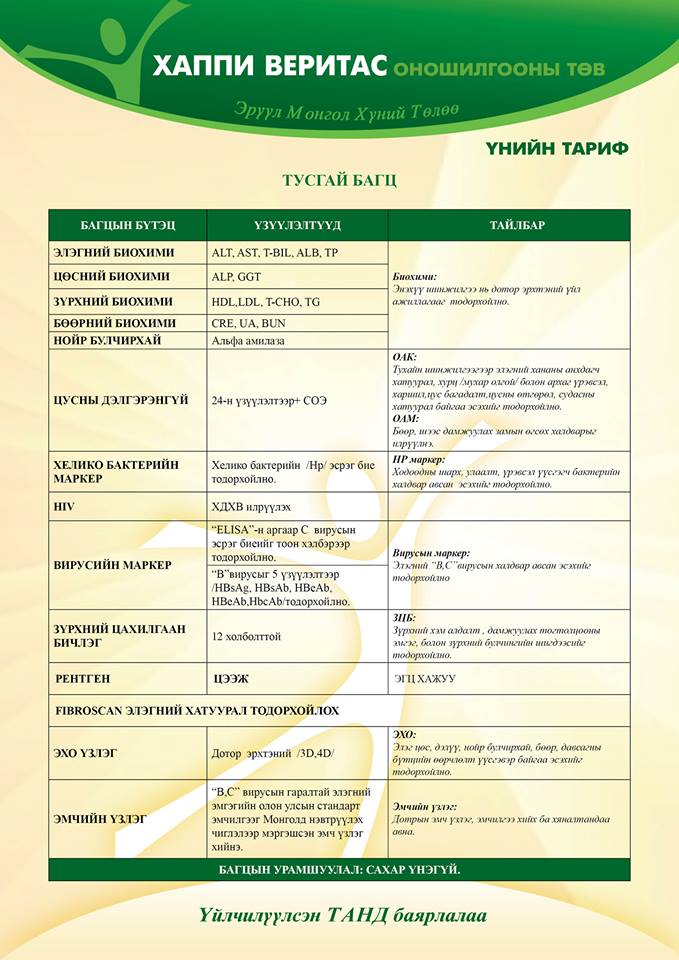 ХАППИ ВЕРИТАС ОНОШИЛГООНЫ ТӨВ
Эрүүл Монгол Хүний Төлөө
ҮНИЙН ТАРИФ
ТУСГАЙ БАГЦ
БАГЦЫН БҮТЭЦ
ҮЗҮҮЛЭЛТҮҮД
ТАЙЛБАР
ЭЛЭГНИЙ БИОХИМИ
ALT, AST, T-BIL, ALB, TP
ЦӨСНИЙ БИОХИМИ
ALP, GGT
ЗҮРХНИЙ БИОХИМИ
HDL,LDL, T-CHO, TG
БӨӨРНИЙ БИОХИМИ
CRE, UA, BUN
НОЙР БУЛЧИРХАЙ
Альфа амилаза
Биохими:
Энэхүү шинжилгээ нь дотор эрхтэний үйл
ажиллагааг тодорхойлно.
ЦУСНЫ ДЭЛГЭРЭНГҮЙ
24-н үзүүлэлтээр+ СОЭ
ОАК:
Тухайн шинжилгээгээр элэгний хананы анхдагч
хатуурал, хурц /мухар олгой/ болон архаг үрэвсэл,
харшил,цус багадалт,цусны өтгөрөл, судасны
хатуурал байгаа эсэхийг тодорхойлно.
ОАМ:
Бөөр, шээс дамжуулах замын өгсөх халдварыг
илрүүлнэ.
ХЕЛИКО БАКТЕРИЙН
МАРКЕР
Хелико бактерийн /Hp/ эсрэг бие
тодорхойлно.
HP маркер:
Ходоодны шарх, улаалт, үрэвсэл үүсгэгч бактерийн
халдвар авсан эсэхийг тодорхойлно.
HIV
ХДХВ илрүүлэх
ВИРУСИЙН МАРКЕР
“ELISA”-н аргаар С вирусын
эсрэг биеийг тоон хэлбэрээр
тодорхойлно.
“В”вирусыг 5 үзүүлэлтээр
/HBsAg, HBsAb, HBeAb,
HBeAb,HbcAb/тодорхойлно.
Вирусын маркер:
Элэгний “В,С”вирусын халдвар авсан эсэхийг
тодорхойлно
ЗҮРХНИЙ ЦАХИЛГААН
БИЧЛЭГ
12 холболттой
ЗЦБ:
Зүрхний хэм алдалт , дамжуулах тогтолцооны
эмгэг, болон зүрхний булчингийн шигдээсийг
тодорхойлно.
РЕНТГЕН
ЦЭЭЖ
ЭГЦ ХАЖУУ
FIBROSCAN ЭЛЭГНИЙ ХАТУУРАЛ ТОДОРХОЙЛОХ
ЭХО ҮЗЛЭГ
Дотор эрхтэний /3D,4D/
ЭХО:
Элэг цөс, дэлүү, нойр булчирхай, бөөр, давсагны
бүтцийн өөрчлөлт үүсгэвэр байгаа эсэхийг
тодорхойлно.
ЭМЧИЙН ҮЗЛЭГ
“В,С” вирусын гаралтай элэгний
эмгэгийн олон улсын стандарт
эмчилгээг Монголд нэвтрүүлэх
чиглэлээр мэргэшсэн эмч үзлэг
хийнэ.
Эмчийн үзлэг:
Дотрын эмч үзлэг, эмчилгээ хийх ба хяналтандаа
авна.
БАГЦЫН УРАМШУУЛАЛ: САХАР ҮНЭГҮЙ.
Үйлчилүүлсэн ТАНД баярлалаа